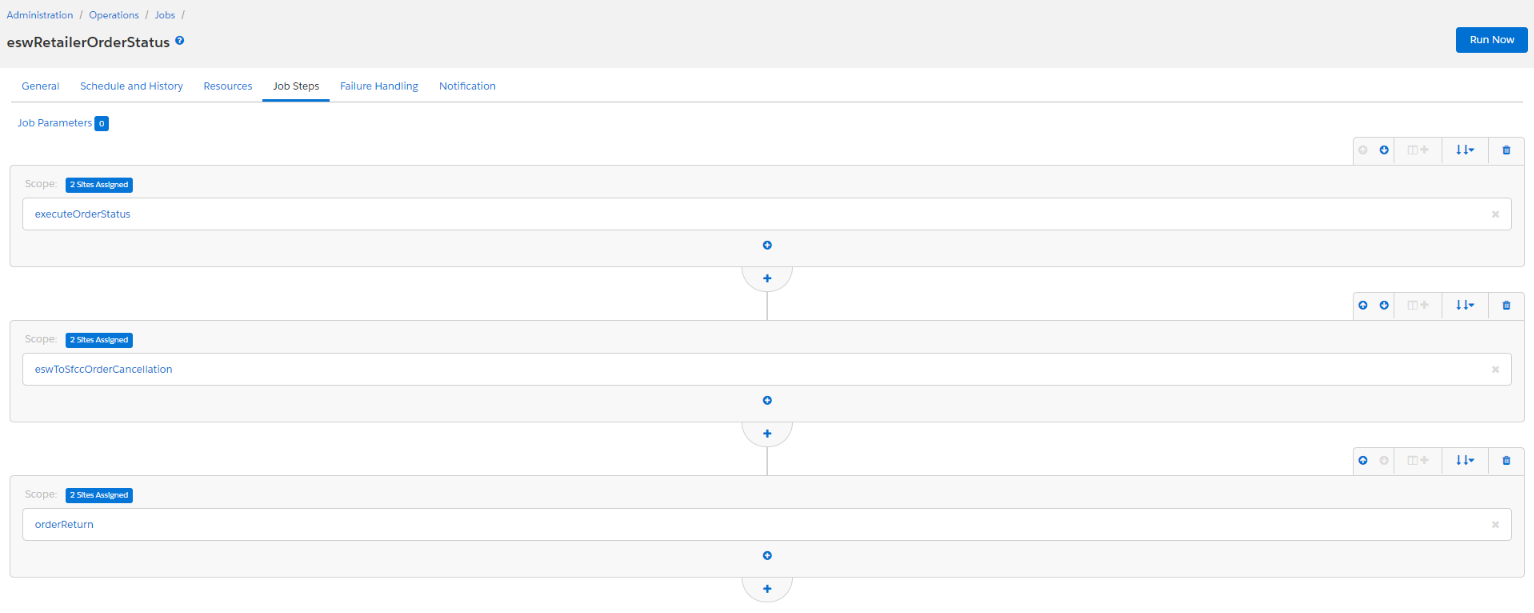 Administration / Operations / Jobs /
eswRetailerOrderStatus
Run Now
General Schedule and History Resources Job Steps Failure Handling Notification
Job Parameters 0
Scope: 2 Sites Assigned
executeOrderStatus
Scope: 2 Sites Assigned
eswToSfccOrderCancellation
Scope: 2 Sites Assigned
orderReturn